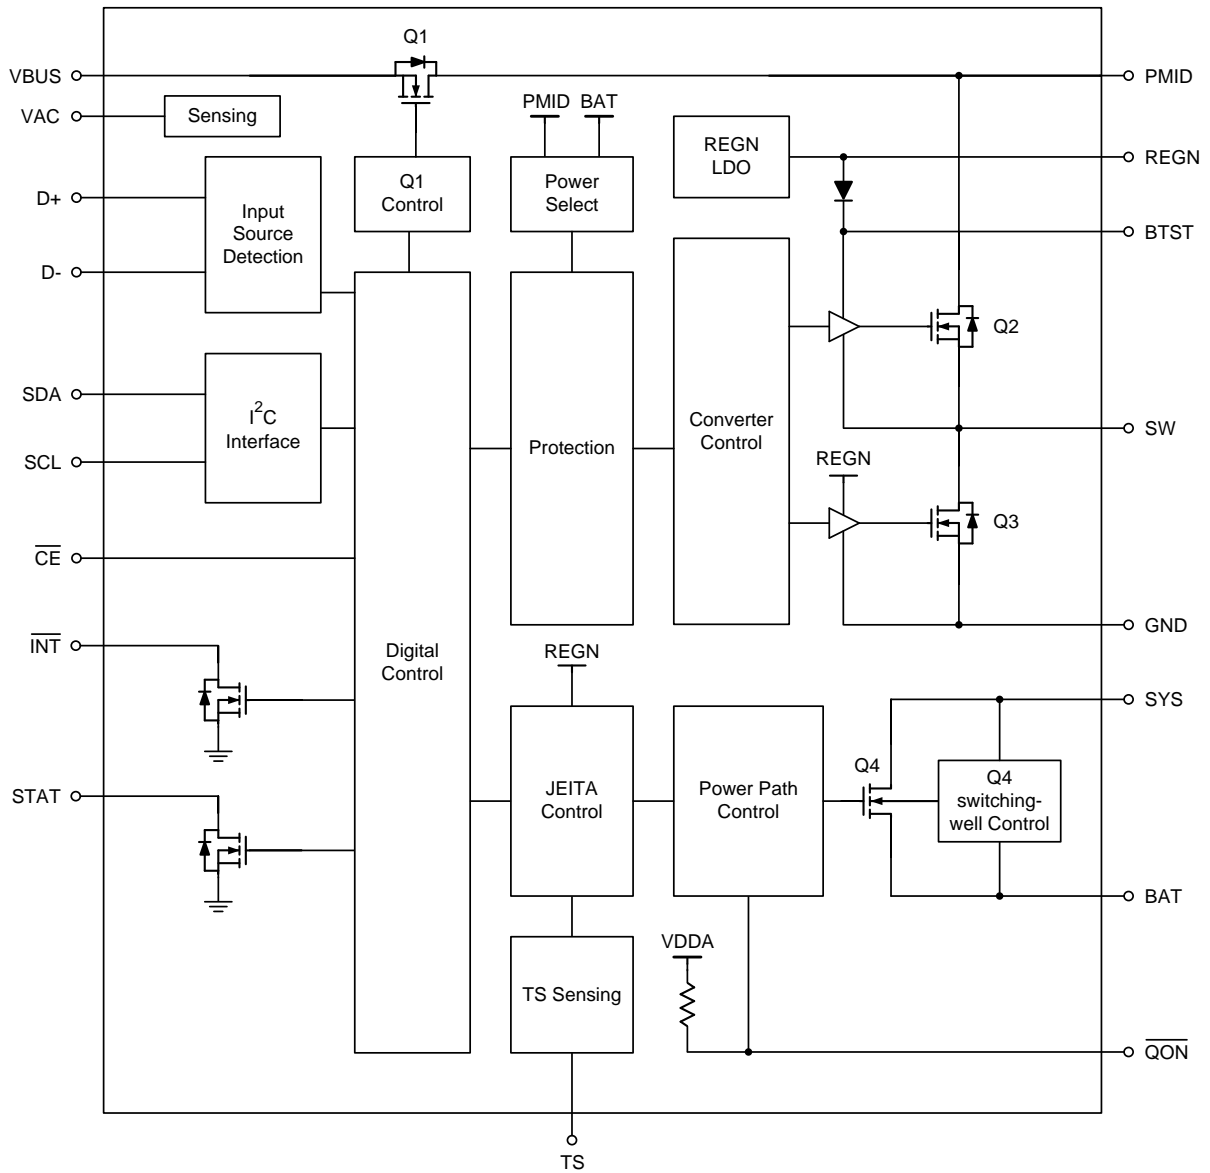 Q1
VBUS
PMID
VAC
Sensing
PMID BAT
REGN
LDO
REGN
Q1
Control
Power
Select
D+
Input
Source
Detection
BTST
D-
Q2
SDA
I²C
Interface
Converter
Control
SW
Protection
SCL
REGN
Q3
CE
GND
INT
Digital
Control
REGN
SYS
Q4
Q4
switching-
well Control
STAT
JEITA
Control
Power Path
Control
BAT
VDDA
TS Sensing
QON
TS